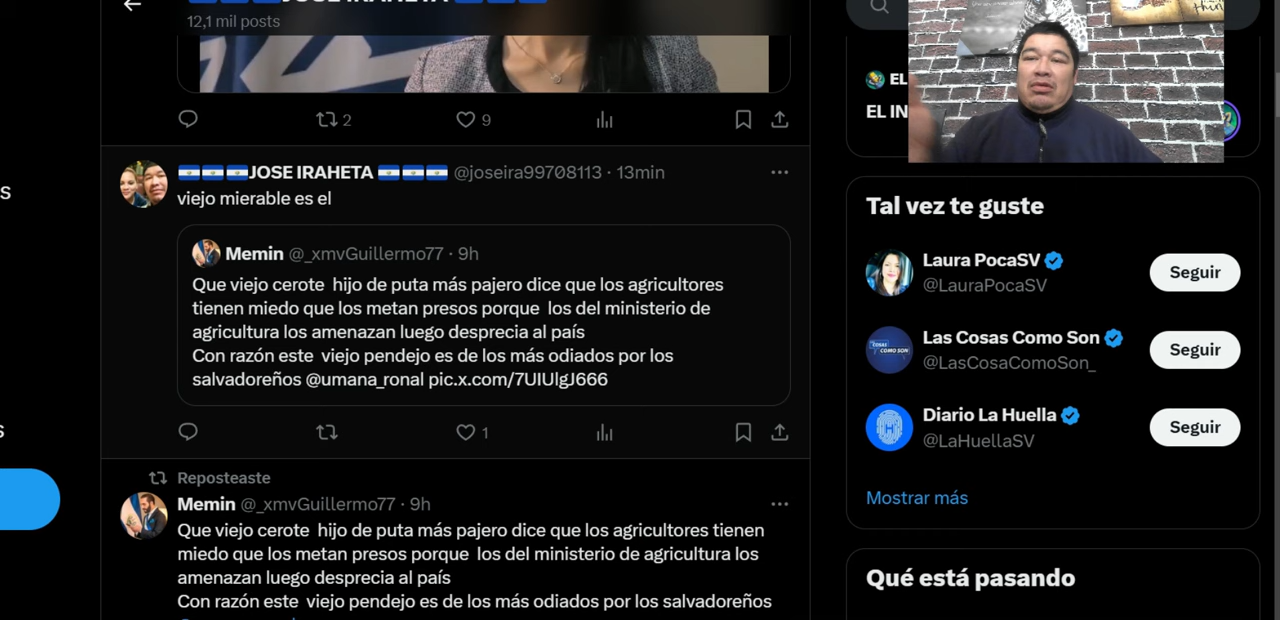 JOSE IRAHETA
12,1 mil posts
2
9
JOSE IRAHETA @joseira99708113 · 13min
viejo mierable es el
Memin @_xmvGuillermo77 · 9h
Que viejo cerote hijo de puta más pajero dice que los agricultores
tienen miedo que los metan presos porque los del ministerio de
agricultura los amenazan luego desprecia al país
Con razón este viejo pendejo es de los más odiados por los
salvadoreños @umana_ronal pic.x.com/7UIUlgJ666
1
Reposteaste
Memin @_xmvGuillermo77 · 9h
Que viejo cerote hijo de puta más pajero dice que los agricultores tienen
miedo que los metan presos porque los del ministerio de agricultura los
amenazan luego desprecia al país
Con razón este viejo pendejo es de los más odiados por los salvadoreños
EL
EL IN
Tal vez te guste
Laura PocaSV
@LauraPocaSV
Seguir
Las Cosas Como Son
@LasCosaComoSon_
Seguir
Diario La Huella
@LaHuellaSV
Seguir
Mostrar más
Qué está pasando